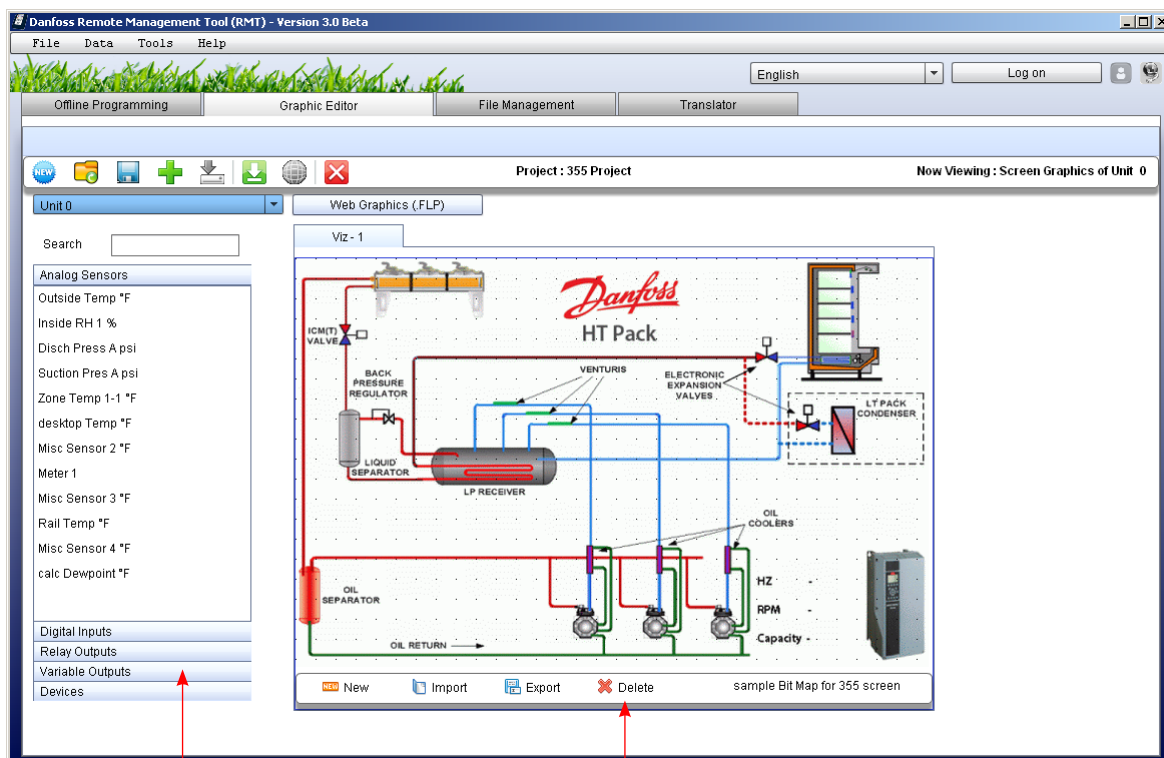 Danfoss Remote Management Tool (RMT) - Version 3.0 Beta
File Data Tools Help
English
Log on
Offline Programming
Graphic Editor
File Management
Translator
NEW
Project : 355 Project
Now Viewing : Screen Graphics of Unit 0
Unit 0
Web Graphics (.FLP)
Search
Viz - 1
Analog Sensors
Outside Temp °F
Inside RH 1 %
Disch Press A psi
Suction Pres A psi
Zone Temp 1-1 °F
desktop Temp °F
Misc Sensor 2 °F
Meter 1
Misc Sensor 3 °F
Rail Temp °F
Misc Sensor 4 °F
calc Dewpoint °F
Digital Inputs
Relay Outputs
Variable Outputs
Devices
Danfoss
HT Pack
ICM(T)
VALVE
BACK
PRESSURE
REGULATOR
VENTURIS
ELECTRONIC
EXPANSION
VALVES
LT PACK
CONDENSER
LIQUID
SEPARATOR
LP RECEIVER
OIL
COOLERS
OIL
SEPARATOR
HZ -
RPM -
Capacity -
OIL RETURN
NEW New
Import
Export
Delete
sample Bit Map for 355 screen